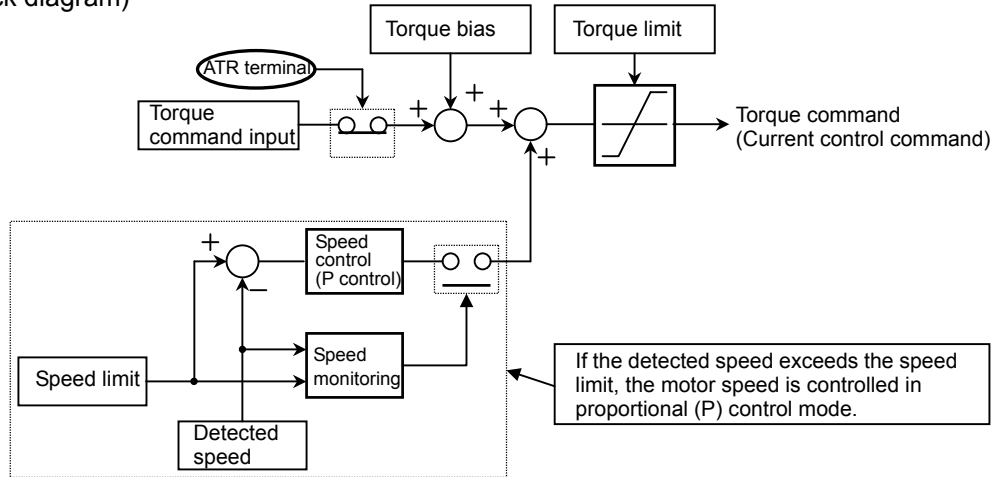 ck diagram)
Torque bias
Torque limit
ATR terminal
Torque
command input
+
+
+
+
Torque command
(Current control command)
+
−
Speed
control
(P control)
Speed limit
Speed
monitoring
Detected
speed
If the detected speed exceeds the speed
limit, the motor speed is controlled in
proportional (P) control mode.